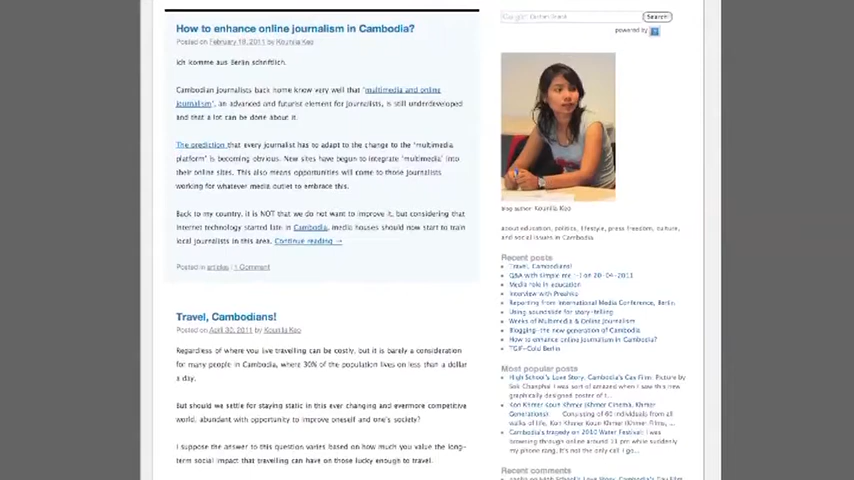 How to enhance online journalism in Cambodia?
Posted on February 18, 2011 by Kounila Keo
Ich komme aus Berlin schriftlich.
Cambodian journalists back home know very well that 'multimedia and online
journalism', an advanced and futurist element for journalists, is still underdeveloped
and that a lot can be done about it.
The prediction that every journalist has to adapt to the change to the 'multimedia
platform' is becoming obvious. New sites have begun to integrate 'multimedia' into
their online sites. This also means opportunities will come to those journalists
working for whatever media outlet to embrace this.
Back to my country, it is NOT that we do not want to improve it, but considering that
Internet technology started late in Cambodia, media houses should now start to train
local journalists in this area. Continue reading →
Posted in articles | 1 Comment
Travel, Cambodians!
Posted on April 30, 2011 by Kounila Keo
Regardless of where you live travelling can be costly, but it is barely a consideration
for many people in Cambodia, where 30% of the population lives on less than a dollar
a day.
But should we settle for staying static in this ever changing and evermore competitive
world, abundant with opportunity to improve oneself and one's society?
I suppose the answer to this question varies based on how much you value the long-
term social impact that travelling can have on those lucky enough to travel.
Search
powered by
blog author: Kounila Keo
about education, politics, lifestyle, press freedom, culture,
and social issues in Cambodia
Recent posts
Travel, Cambodians!
Q&A with simple me :-) on 20-04-2011
Media role in education
Interview with Preahko
Reporting from International Media Conference, Berlin
Using soundslide for story-telling
Weeks of Multimedia & Online Journalism
Blogging-the new generation of Cambodia
How to enhance online journalism in Cambodia?
TGIF-Cold Berlin
Most popular posts
High School's Love Story, Cambodia's Gay Film Picture by
Sok Chanphal I was sort of amazed when I saw this new
graphically designed poster of t...
Kon Khmer Koun Khmer (Khmer Cinema, Khmer
Generations) Consisting of 60 individuals from all
walks of life, Kon Khmer Koun Khmer, ...
Cambodia's tragedy on 2010 Water Festival: I was
browsing through online around 11 pm while suddenly
my phone rang. It's not the only call I go...
Recent comments
on High School's Love Story, Cambodia's Gay Film